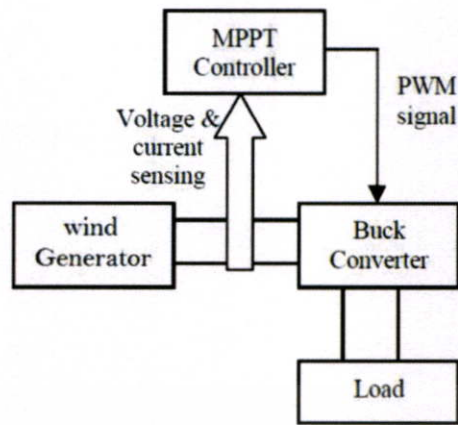 MPPT
Controller
PWM
signal
Voltage &
current
sensing
wind
Generator
Buck
Converter
Load